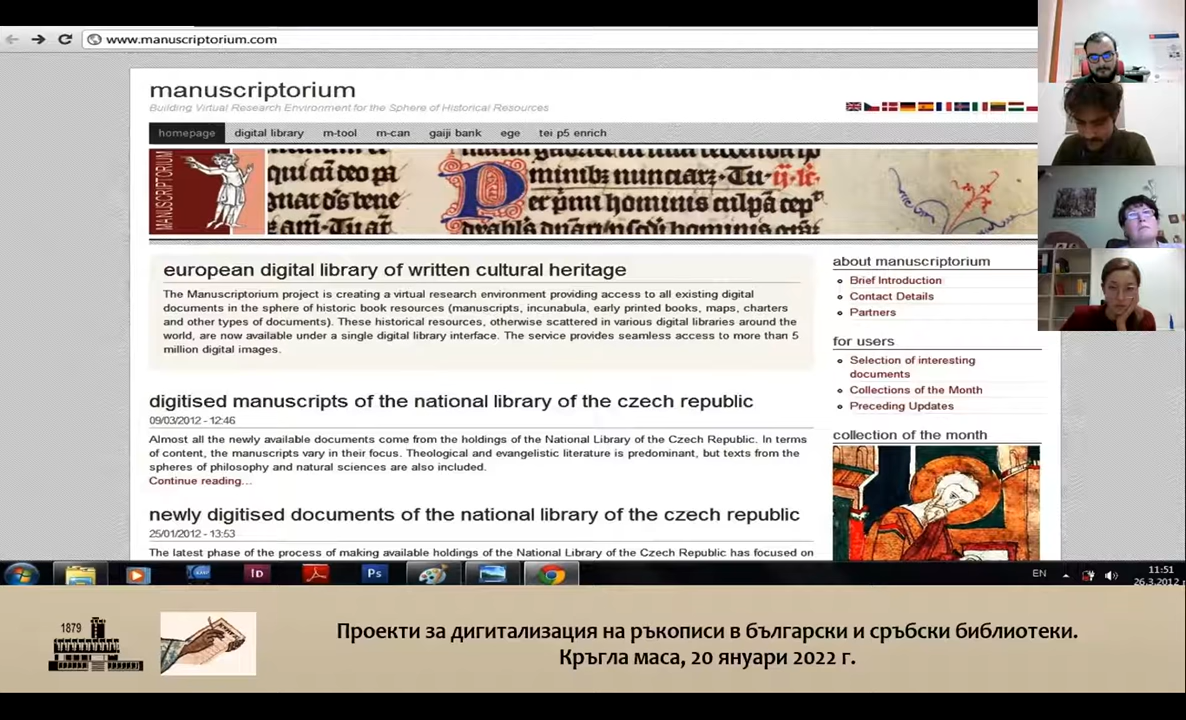 www.manuscriptorium.com
manuscriptorium
Building Virtual Research Environment for the Sphere of Historical Resources
homepage digital library m-tool m-can gaiji bank ege tei p5 enrich
MANUSCRIPTORIUM
european digital library of written cultural heritage
The Manuscriptorium project is creating a virtual research environment providing access to all existing digital
documents in the sphere of historic book resources (manuscripts, incunabula, early printed books, maps, charters
and other types of documents). These historical resources, otherwise scattered in various digital libraries around the
world, are now available under a single digital library interface. The service provides seamless access to more than 5
million digital images.
digitised manuscripts of the national library of the czech republic
09/03/2012 - 12:46
Almost all the newly available documents come from the holdings of the National Library of the Czech Republic. In terms
of content, the manuscripts vary in their focus. Theological and evangelistic literature is predominant, but texts from the
spheres of philosophy and natural sciences are also included.
Continue reading...
newly digitised documents of the national library of the czech republic
25/01/2012 - 13:53
The latest phase of the process of making available holdings of the National Library of the Czech Republic has focused on
about manuscriptorium
Brief Introduction
Contact Details
Partners
for users
Selection of interesting
documents
Collections of the Month
Preceding Updates
collection of the month
Id
Ps
EN
11:51
26.3.2012
1879
Проекти за дигитализация на ръкописи в български и сръбски библиотеки.
Кръгла маса, 20 януари 2022 г.